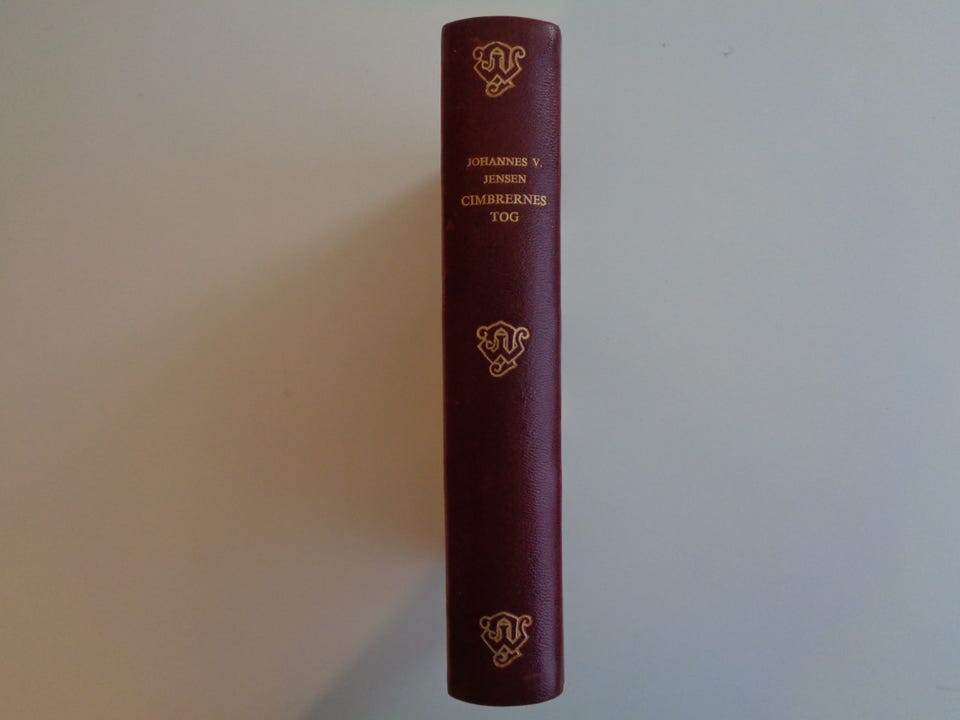 JOHANNES V.
JENSEN
CIMBRERNES
TOG